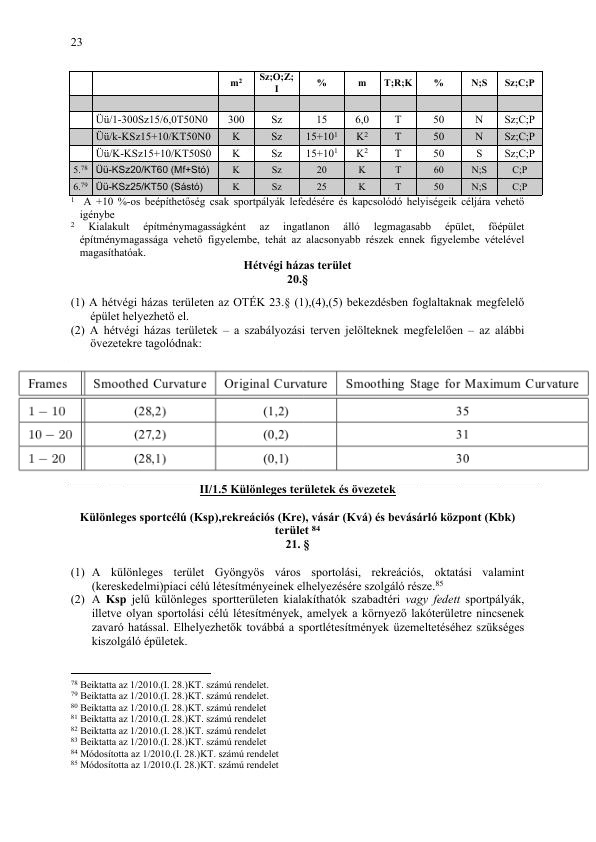 23
m² Sz;O;Z; I % m T;R;K % N;S Sz;C;P
Üü/1-300Sz15/6,0T50N0 300 Sz 15 6,0 T 50 N Sz;C;P
Üü/k-KSz15+10/KT50N0 K Sz 15+10¹ K² T 50 N Sz;C;P
Üü/K-KSz15+10/KT50S0 K Sz 15+10¹ K² T 50 S Sz;C;P
5.⁷⁸ Üü-KSz20/KT60 (Mf+Stó) K Sz 20 K T 60 N;S C;P
6.⁷⁹ Üü-KSz25/KT50 (Sástó) K Sz 25 K T 50 N;S C;P
¹ A +10 %-os beépíthetőség csak sportpályák lefedésére és kapcsolódó helyiségeik céljára vehető
igénybe
² Kialakult építménymagasságként az ingatlanon álló legmagasabb épület, főépület
építménymagassága vehető figyelembe, tehát az alacsonyabb részek ennek figyelembe vételével
magasíthatóak.
Hétvégi házas terület
20.§
(1) A hétvégi házas területen az OTÉK 23.§ (1),(4),(5) bekezdésben foglaltaknak megfelelő
épület helyezhető el.
(2) A hétvégi házas területek – a szabályozási terven jelölteknek megfelelően – az alábbi
övezetekre tagolódnak:
Frames Smoothed Curvature Original Curvature Smoothing Stage for Maximum Curvature
1 − 10 (28,2) (1,2) 35
10 − 20 (27,2) (0,2) 31
1 − 20 (28,1) (0,1) 30
II/1.5 Különleges területek és övezetek
Különleges sportcélú (Ksp),rekreációs (Kre), vásár (Kvá) és bevásárló központ (Kbk)
terület ⁸⁴
21. §
(1) A különleges terület Gyöngyös város sportolási, rekreációs, oktatási valamint
(kereskedelmi)piaci célú létesítményeinek elhelyezésére szolgáló része.⁸⁵
(2) A Ksp jelű különleges sportterületen kialakíthatók szabadtéri vagy fedett sportpályák,
illetve olyan sportolási célú létesítmények, amelyek a környező lakóterületre nincsenek
zavaró hatással. Elhelyezhetők továbbá a sportlétesítmények üzemeltetéséhez szükséges
kiszolgáló épületek.
⁷⁸ Beiktatta az 1/2010.(I. 28.)KT. számú rendelet.
⁷⁹ Beiktatta az 1/2010.(I. 28.)KT. számú rendelet.
⁸⁰ Beiktatta az 1/2010.(I. 28.)KT. számú rendelet
⁸¹ Beiktatta az 1/2010.(I. 28.)KT. számú rendelet
⁸² Beiktatta az 1/2010.(I. 28.)KT. számú rendelet
⁸³ Beiktatta az 1/2010.(I. 28.)KT. számú rendelet
⁸⁴ Módosította az 1/2010.(I. 28.)KT. számú rendelet
⁸⁵ Módosította az 1/2010.(I. 28.)KT. számú rendelet